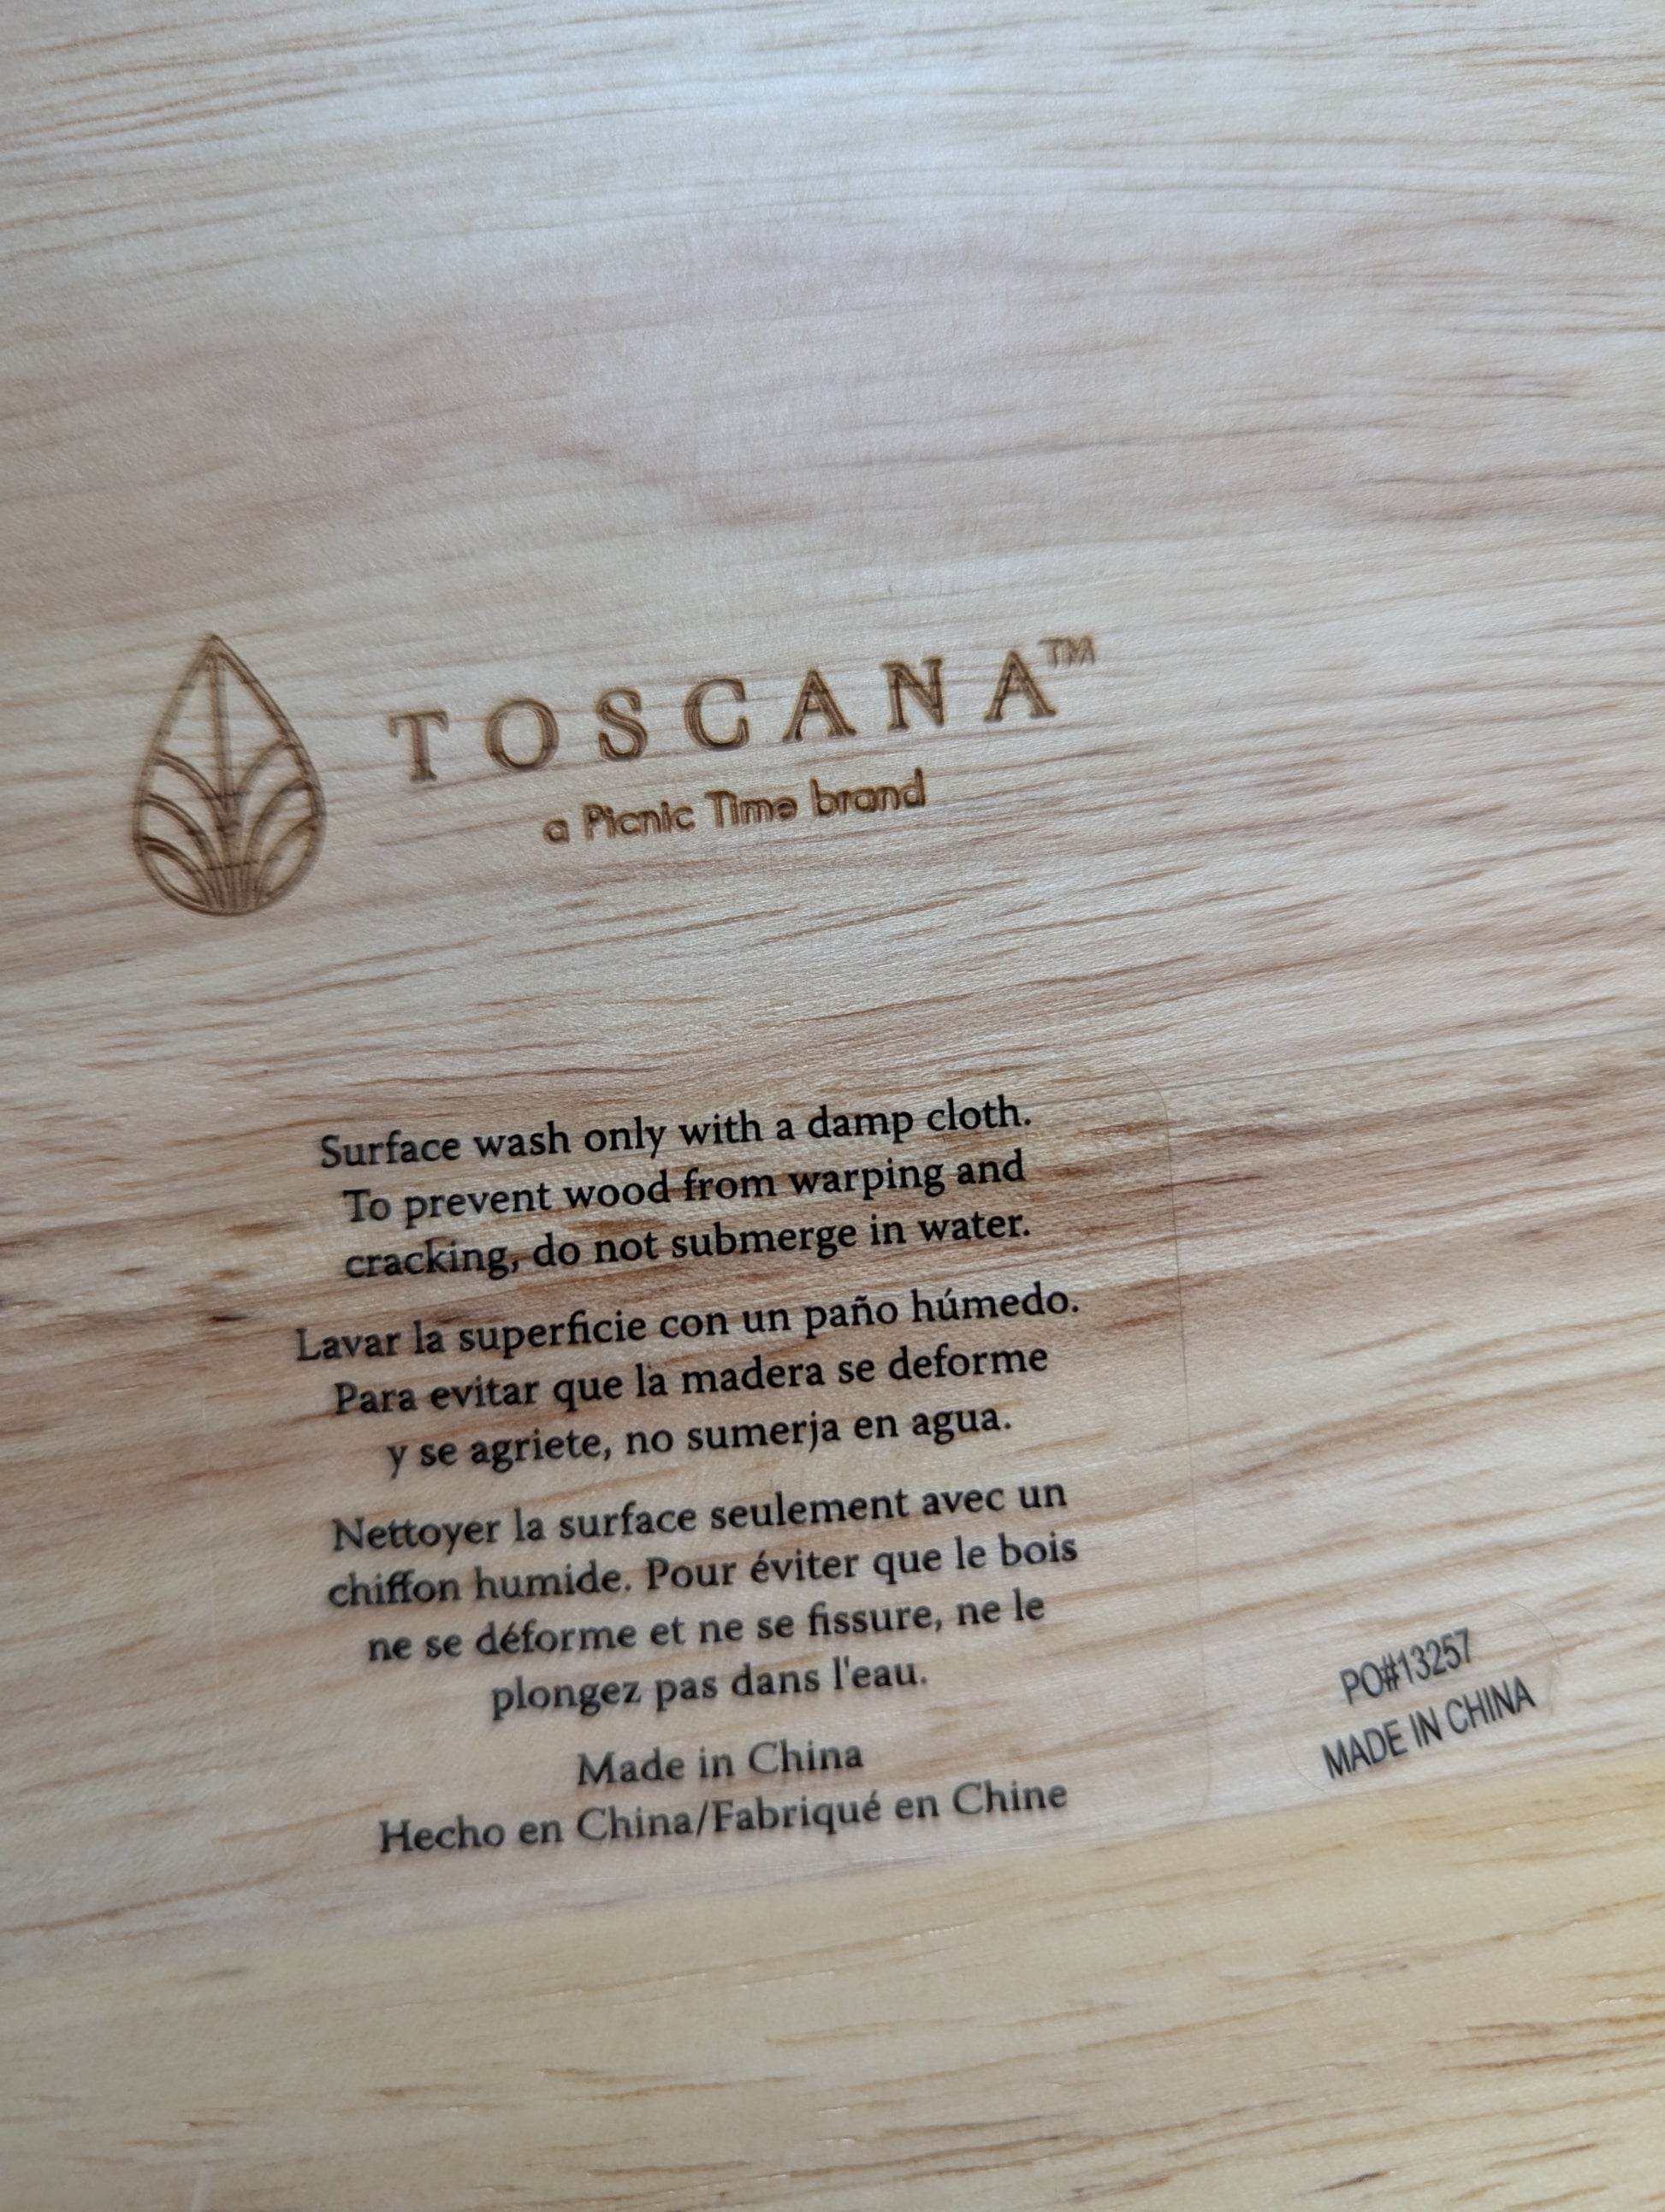 TOSCANA™
a Picnic Time brand
Surface wash only with a damp cloth.
To prevent wood from warping and
cracking, do not submerge in water.
Lavar la superficie con un paño húmedo.
Para evitar que la madera se deforme
y se agriete, no sumerja en agua.
Nettoyer la surface seulement avec un
chiffon humide. Pour éviter que le bois
ne se déforme et ne se fissure, ne le
plongez pas dans l'eau.
Made in China
Hecho en China/Fabriqué en Chine
PO#13257
MADE IN CHINA